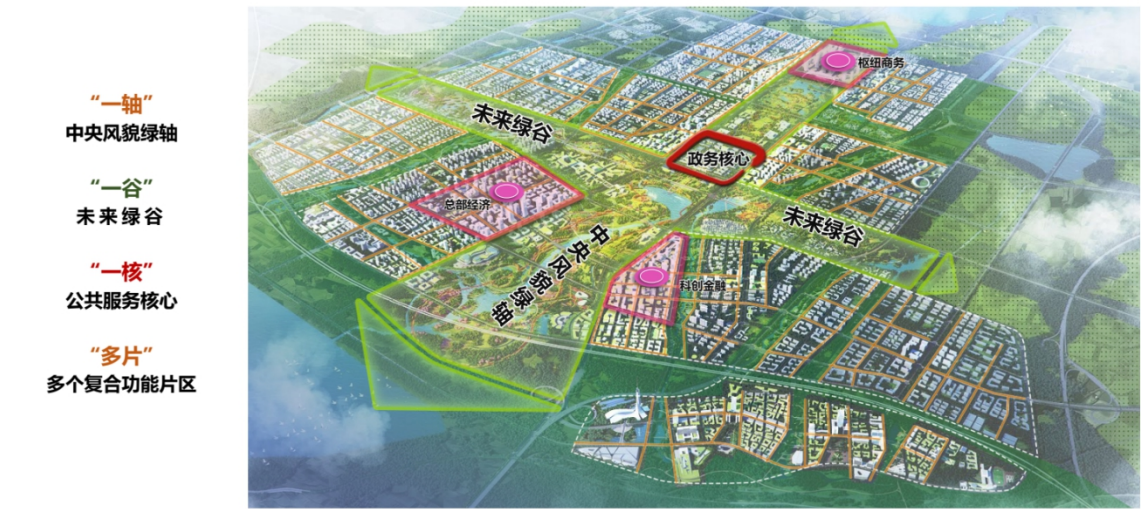 “一轴”
中央风貌绿轴
“一谷”
未来绿谷
“一核”
公共服务核心
“多片”
多个复合功能片区
枢纽商务
未来绿谷
政务核心
总部经济
未来绿谷
中央风貌绿轴
科创金融